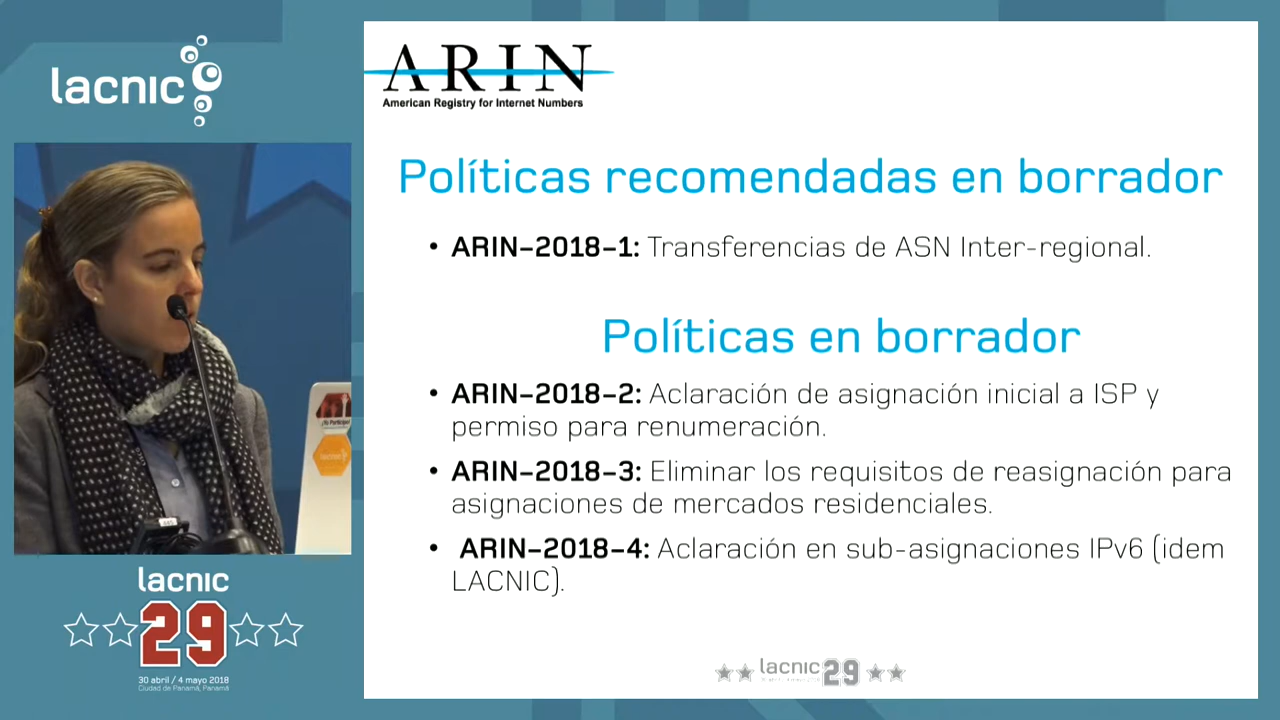 lacnic
ARIN
American Registry for Internet Numbers
Políticas recomendadas en borrador
• ARIN-2018-1: Transferencias de ASN Inter-regional.
Políticas en borrador
• ARIN-2018-2: Aclaración de asignación inicial a ISP y
permiso para renumeración.
• ARIN-2018-3: Eliminar los requisitos de reasignación para
asignaciones de mercados residenciales.
• ARIN-2018-4: Aclaración en sub-asignaciones IPv6 (idem
LACNIC).
lacnic
29
30 abril / 4 mayo 2018
Ciudad de Panamá, Panamá
lacnic 29